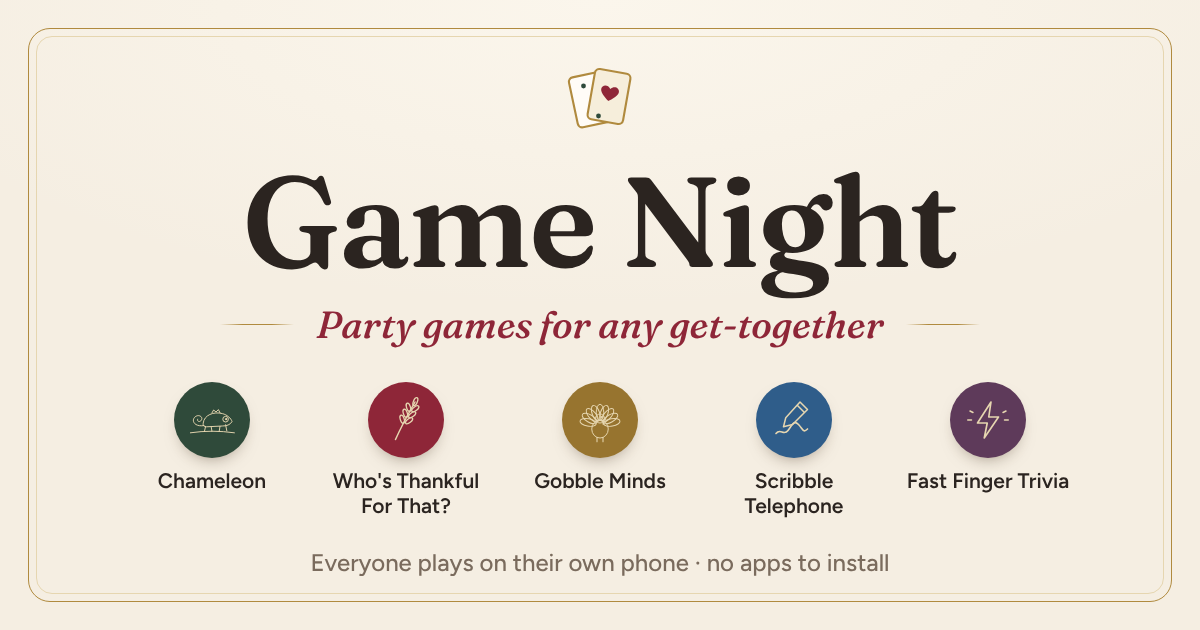 Game Night
Party games for any get-together
Chameleon
Who's Thankful
For That?
Gobble Minds
Scribble
Telephone
Fast Finger Trivia
Everyone plays on their own phone · no apps to install